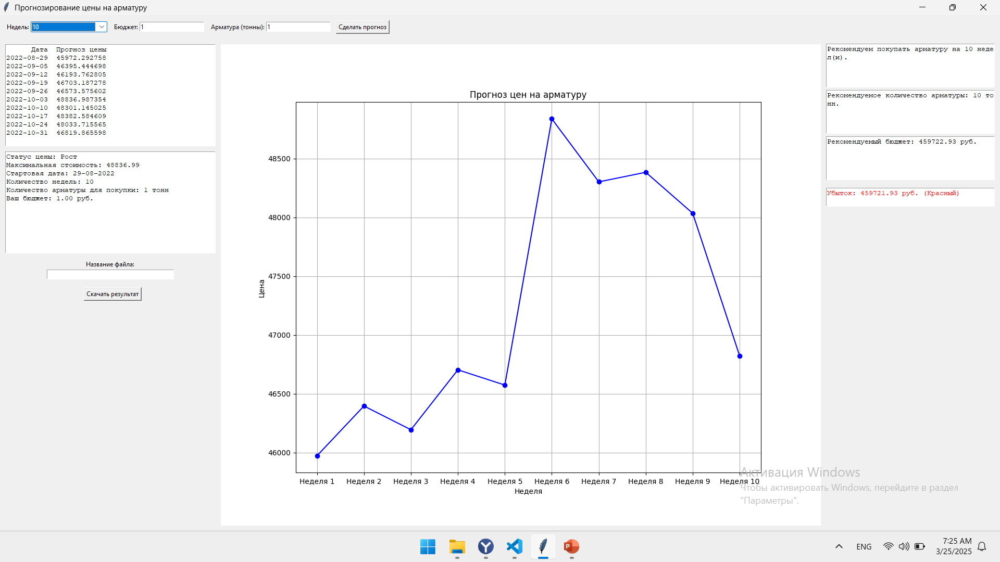 Прогнозирование цены на арматуру
Недель: 10 Бюджет: 1 Арматура (тонны): 1 Сделать прогноз
Дата Прогноз цены
2022-08-29 45972.292758
2022-09-05 46395.444698
2022-09-12 46193.762805
2022-09-19 46703.187278
2022-09-26 46573.575602
2022-10-03 48836.987354
2022-10-10 48301.145025
2022-10-17 48382.584609
2022-10-24 48033.715565
2022-10-31 46819.865598
Статус цены: Рост
Максимальная стоимость: 48836.99
Стартовая дата: 29-08-2022
Количество недель: 10
Количество арматуры для покупки: 1 тонн
Ваш бюджет: 1.00 руб.
Название файла:
Скачать результат
Прогноз цен на арматуру
Цена
48500
48000
47500
47000
46500
46000
Неделя 1 Неделя 2 Неделя 3 Неделя 4 Неделя 5 Неделя 6 Неделя 7 Неделя 8 Неделя 9 Неделя 10
Неделя
Рекомендуем покупать арматуру на 10 неде
л(и).
Рекомендуемое количество арматуры: 10 то
нн.
Рекомендуемый бюджет: 459722.93 руб.
Убыток: 459721.93 руб. (Красный)
Активация Windows
Чтобы активировать Windows, перейдите в раздел
"Параметры".
ENG
7:25 AM
3/25/2025